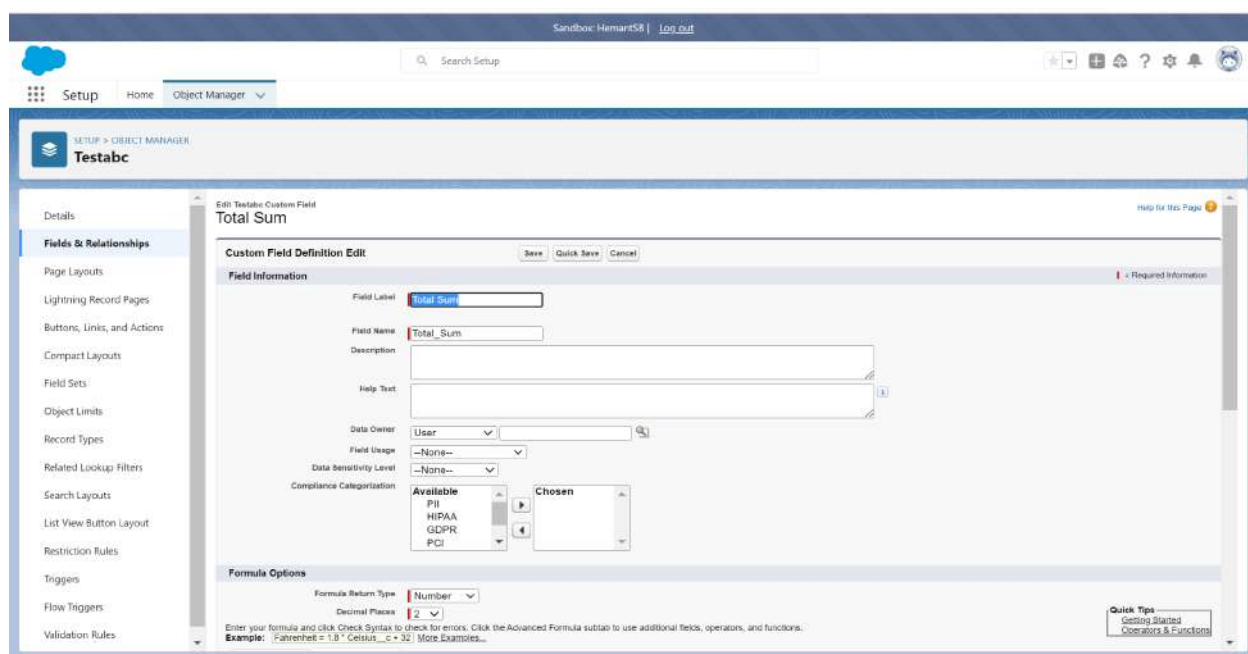 Sandbox: HemantS8 | Log out
Search Setup
Setup Home Object Manager
SETUP > OBJECT MANAGER
Testabc
Details
Fields & Relationships
Page Layouts
Lightning Record Pages
Buttons, Links, and Actions
Compact Layouts
Field Sets
Object Limits
Record Types
Related Lookup Filters
Search Layouts
List View Button Layout
Restriction Rules
Triggers
Flow Triggers
Validation Rules
Edit Testabc Custom Field
Total Sum
Help for this Page
Custom Field Definition Edit Save Quick Save Cancel
Field Information = Required Information
Field Label Total Sum
Field Name Total_Sum
Description
Help Text
Data Owner User
Field Usage --None--
Data Sensitivity Level --None--
Compliance Categorization
Available Chosen
PII
HIPAA
GDPR
PCI
Formula Options
Formula Return Type Number
Decimal Places 2
Enter your formula and click Check Syntax to check for errors. Click the Advanced Formula subtab to use additional fields, operators, and functions.
Example: Fahrenheit = 1.8 * Celsius__c + 32 More Examples...
Quick Tips
Getting Started
Operators & Functions